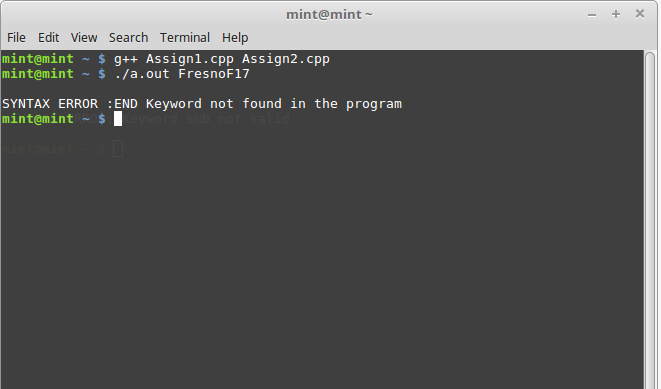 mint@mint ~
File Edit View Search Terminal Help
mint@mint ~ $ g++ Assign1.cpp Assign2.cpp
mint@mint ~ $ ./a.out FresnoF17
SYNTAX ERROR :END Keyword not found in the program
mint@mint ~ $ keyword sub not valid
mint@mint ~ $